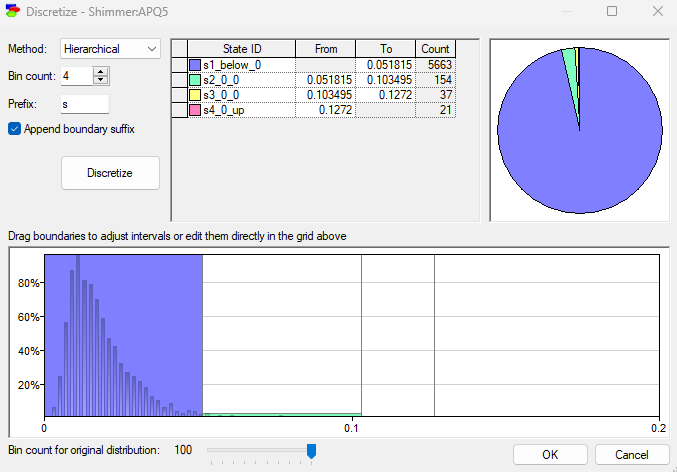 Discretize - Shimmer:APQ5
Method: Hierarchical
Bin count: 4
Prefix: s
Append boundary suffix
Discretize
State ID From To Count
s1_below_0 0.051815 5663
s2_0_0 0.051815 0.103495 154
s3_0_0 0.103495 0.1272 37
s4_0_up 0.1272 21
Drag boundaries to adjust intervals or edit them directly in the grid above
80%
60%
40%
20%
0 0.1 0.2
Bin count for original distribution: 100
OK Cancel